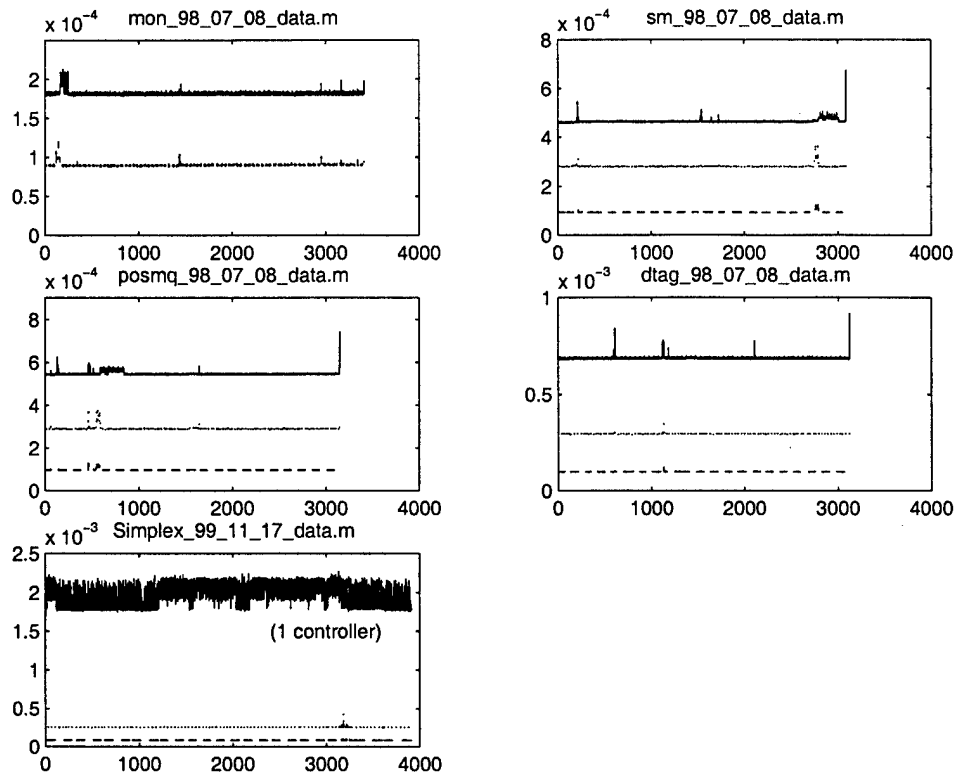 mon_98_07_08_data.m
x 10^-4
2
1.5
1
0.5
0
0 1000 2000 3000 4000
sm_98_07_08_data.m
x 10^-4
8
6
4
2
0
0 1000 2000 3000 4000
posmq_98_07_08_data.m
x 10^-4
8
6
4
2
0
0 1000 2000 3000 4000
dtag_98_07_08_data.m
x 10^-3
1
0.5
0
0 1000 2000 3000 4000
Simplex_99_11_17_data.m
x 10^-3
2.5
2
1.5
1
0.5
0
(1 controller)
0 1000 2000 3000 4000